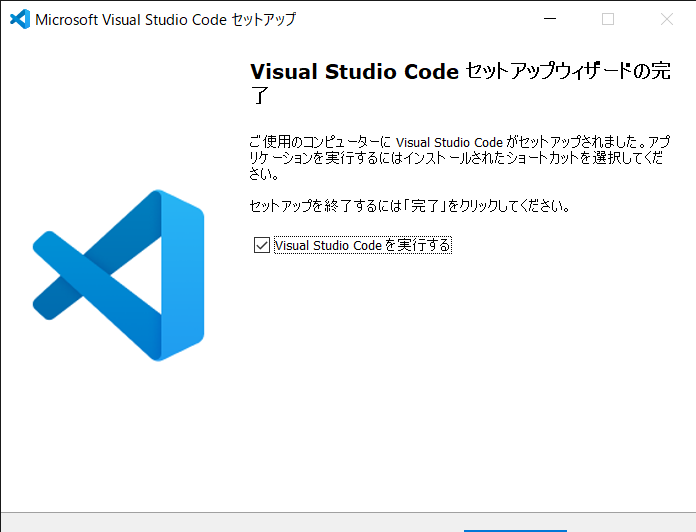 Microsoft Visual Studio Code セットアップ
Visual Studio Code セットアップウィザードの完
了
ご使用のコンピューターに Visual Studio Code がセットアップされました。アプ
リケーションを実行するにはインストールされたショートカットを選択してくだ
さい。
セットアップを終了するには「完了」をクリックしてください。
Visual Studio Code を実行する